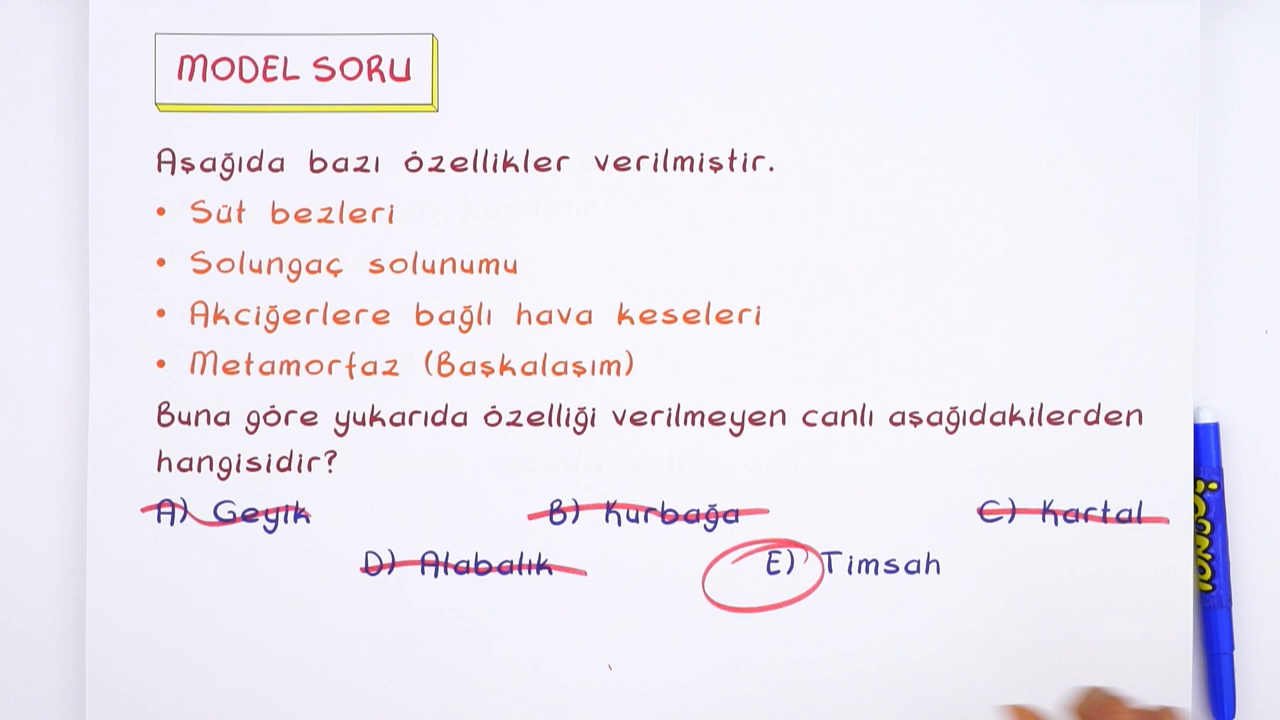 MODEL SORU
Aşağıda bazı özellikler verilmiştir.
• Süt bezleri
• Solungaç solunumu
• Akciğerlere bağlı hava keseleri
• Metamorfaz (Başkalaşım)
Buna göre yukarıda özelliği verilmeyen canlı aşağıdakilerden
hangisidir?
A) Geyik B) Kurbağa C) Kartal
D) Alabalık E) Timsah